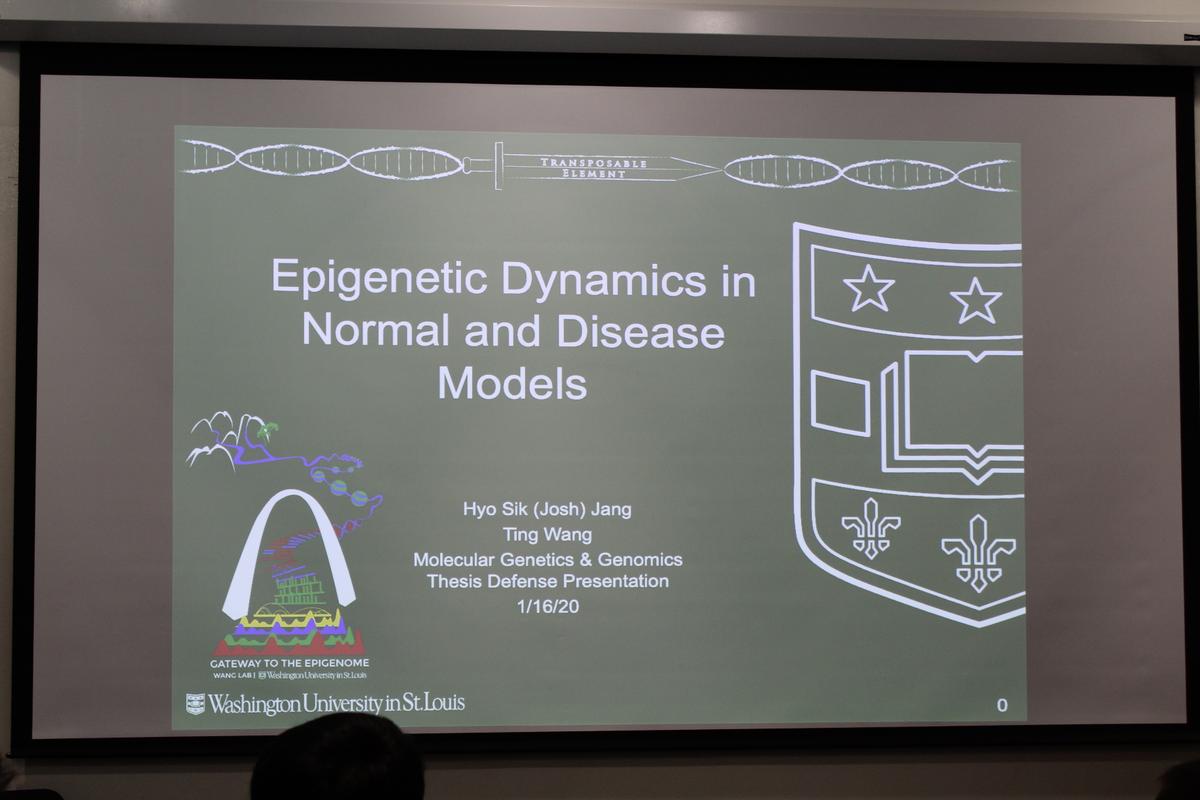 TRANSPOSABLE
ELEMENT
Epigenetic Dynamics in
Normal and Disease
Models
Hyo Sik (Josh) Jang
Ting Wang
Molecular Genetics & Genomics
Thesis Defense Presentation
1/16/20
GATEWAY TO THE EPIGENOME
WANG LAB | Washington University in St.Louis
Washington University in St.Louis
0